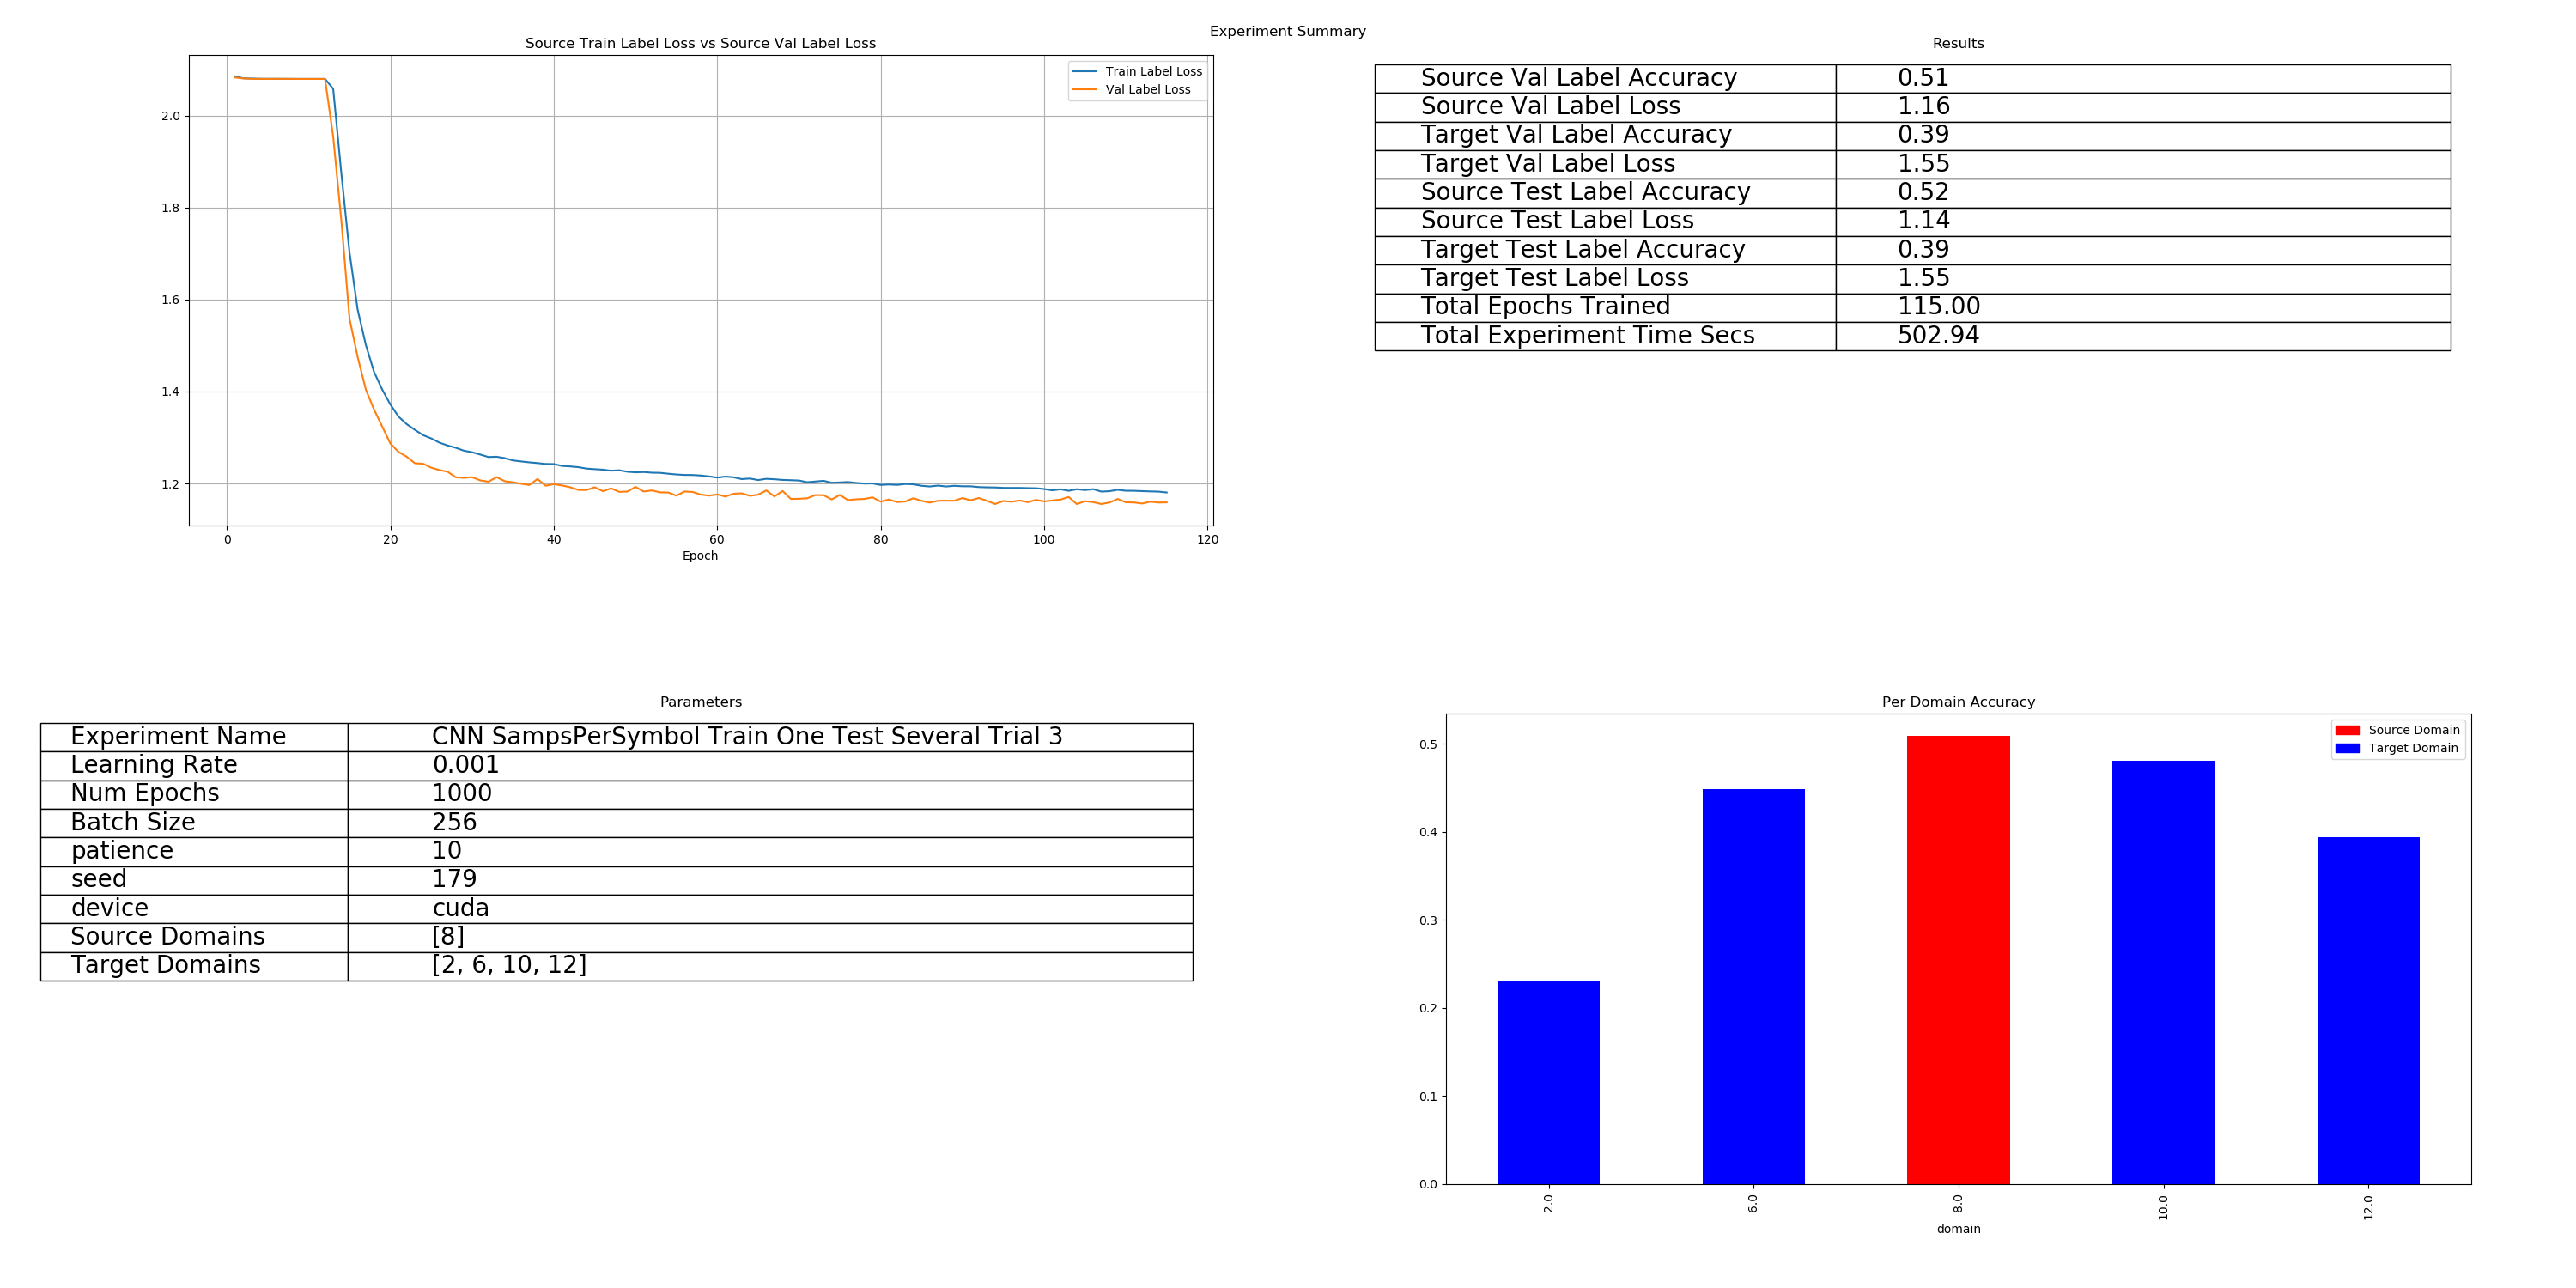 Experiment Summary
Source Train Label Loss vs Source Val Label Loss
Train Label Loss
Val Label Loss
2.0
1.8
1.6
1.4
1.2
0 20 40 60 80 100 120
Epoch
Results
Source Val Label Accuracy 0.51
Source Val Label Loss 1.16
Target Val Label Accuracy 0.39
Target Val Label Loss 1.55
Source Test Label Accuracy 0.52
Source Test Label Loss 1.14
Target Test Label Accuracy 0.39
Target Test Label Loss 1.55
Total Epochs Trained 115.00
Total Experiment Time Secs 502.94
Parameters
Experiment Name CNN SampsPerSymbol Train One Test Several Trial 3
Learning Rate 0.001
Num Epochs 1000
Batch Size 256
patience 10
seed 179
device cuda
Source Domains [8]
Target Domains [2, 6, 10, 12]
Per Domain Accuracy
Source Domain
Target Domain
0.5
0.4
0.3
0.2
0.1
0.0
2.0 6.0 8.0 10.0 12.0
domain